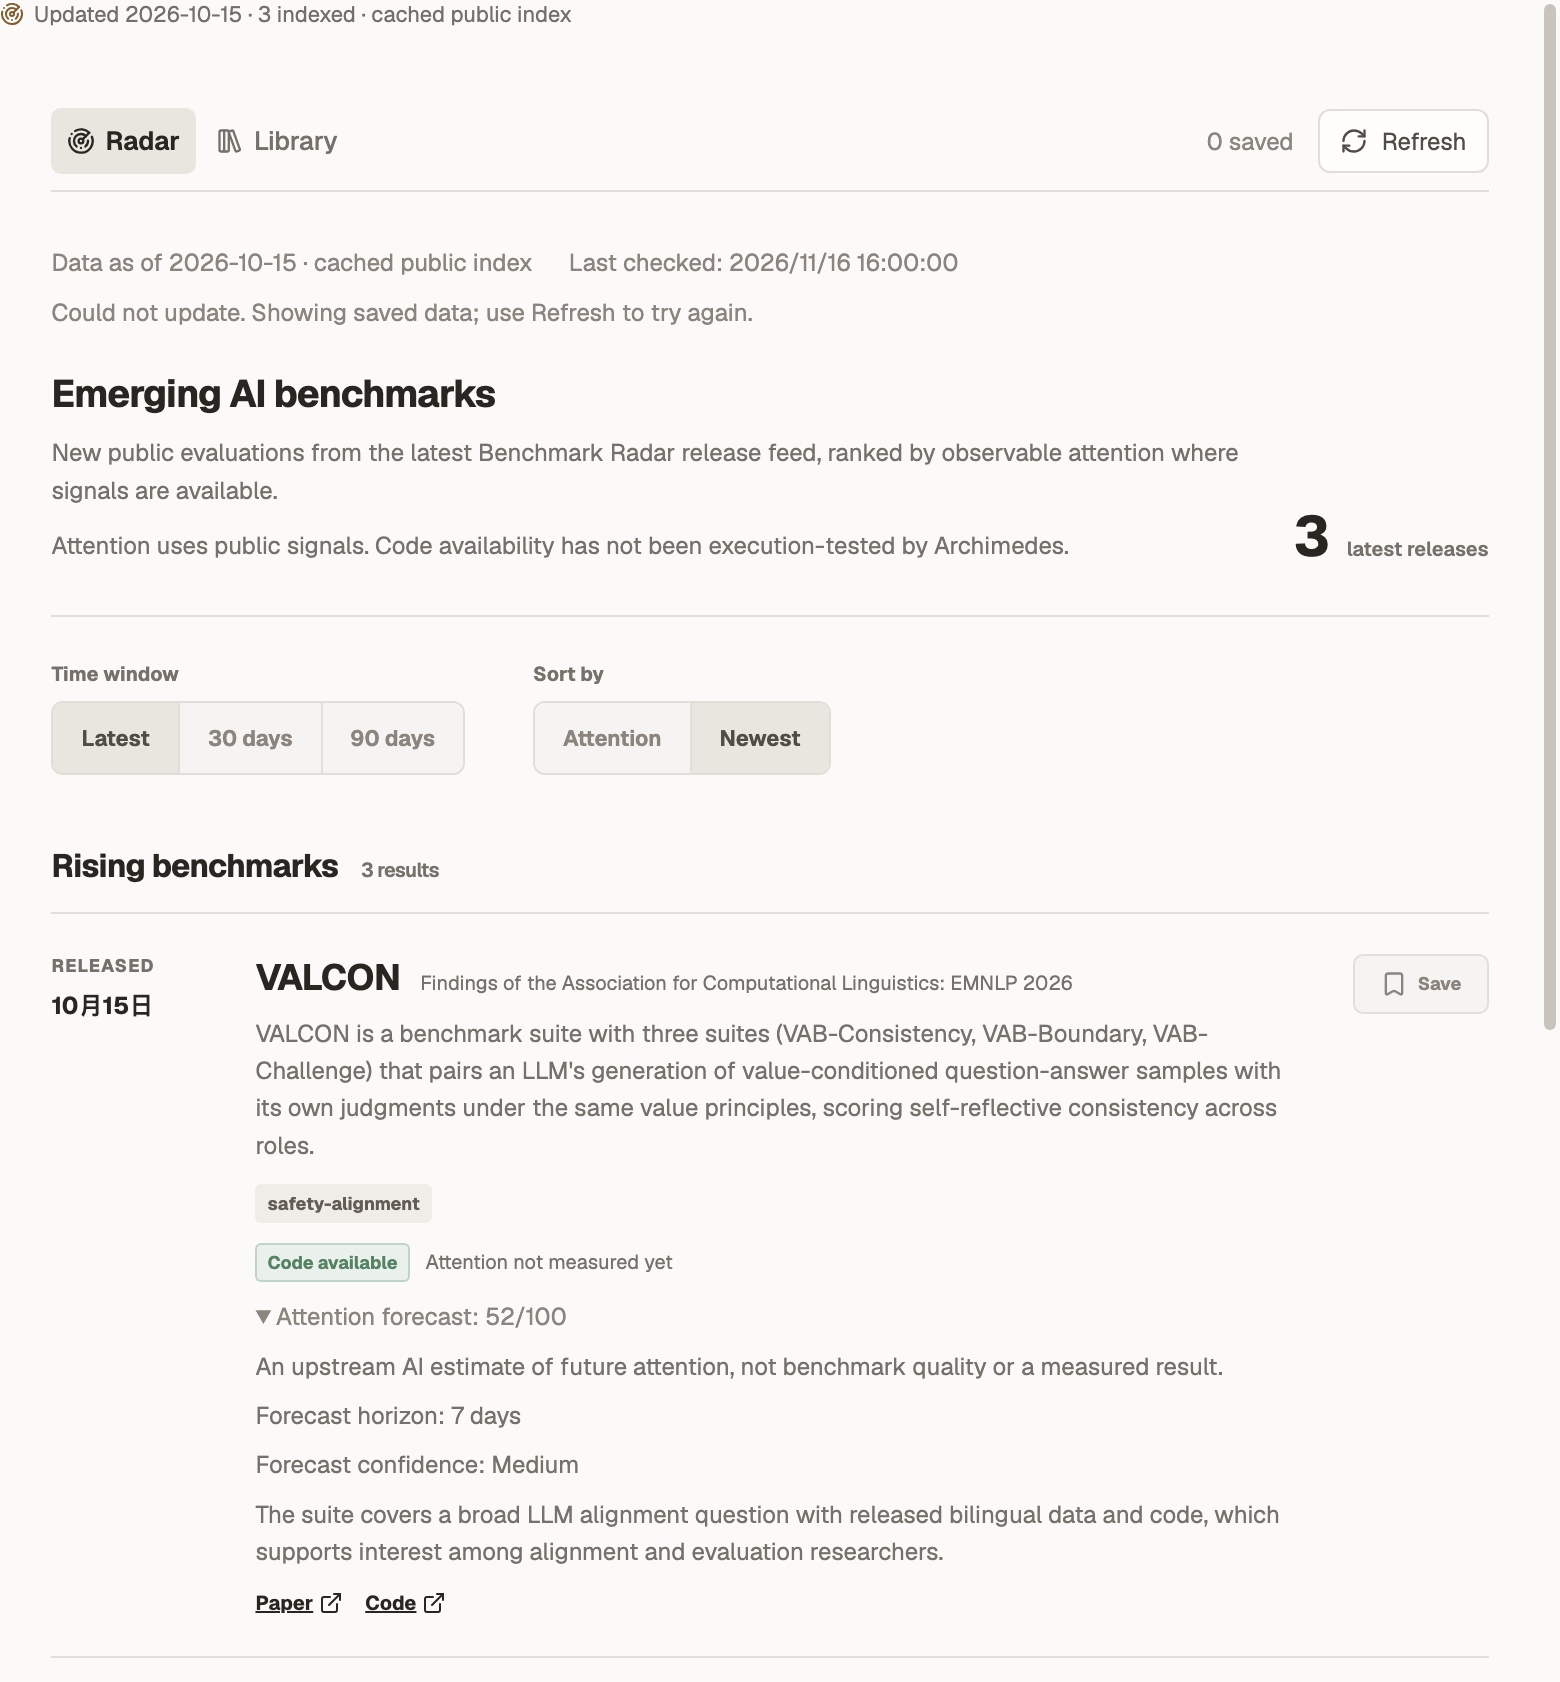 Updated 2026-10-15 · 3 indexed · cached public index
Radar
Library
0 saved
Refresh
Data as of 2026-10-15 · cached public index
Last checked: 2026/11/16 16:00:00
Could not update. Showing saved data; use Refresh to try again.
Emerging AI benchmarks
New public evaluations from the latest Benchmark Radar release feed, ranked by observable attention where
signals are available.
Attention uses public signals. Code availability has not been execution-tested by Archimedes.
3 latest releases
Time window
Sort by
Latest
30 days
90 days
Attention
Newest
Rising benchmarks
3 results
RELEASED
10月15日
VALCON
Findings of the Association for Computational Linguistics: EMNLP 2026
Save
VALCON is a benchmark suite with three suites (VAB-Consistency, VAB-Boundary, VAB-
Challenge) that pairs an LLM's generation of value-conditioned question-answer samples with
its own judgments under the same value principles, scoring self-reflective consistency across
roles.
safety-alignment
Code available
Attention not measured yet
▼ Attention forecast: 52/100
An upstream AI estimate of future attention, not benchmark quality or a measured result.
Forecast horizon: 7 days
Forecast confidence: Medium
The suite covers a broad LLM alignment question with released bilingual data and code, which
supports interest among alignment and evaluation researchers.
Paper
Code